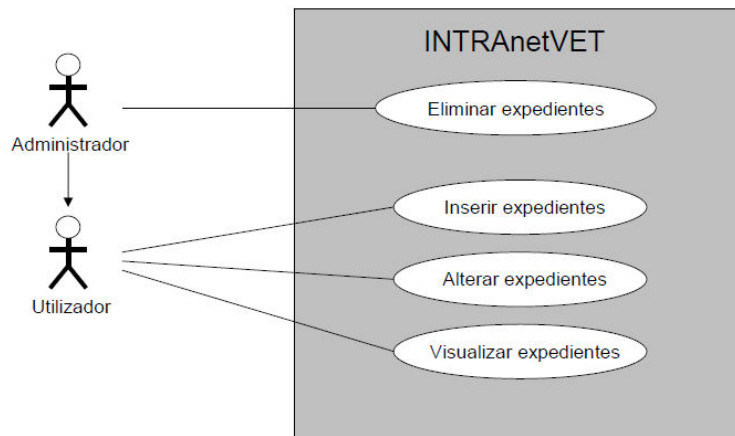 INTRAnetVET
Eliminar expedientes
Administrador
Inserir expedientes
Alterar expedientes
Utilizador
Visualizar expedientes